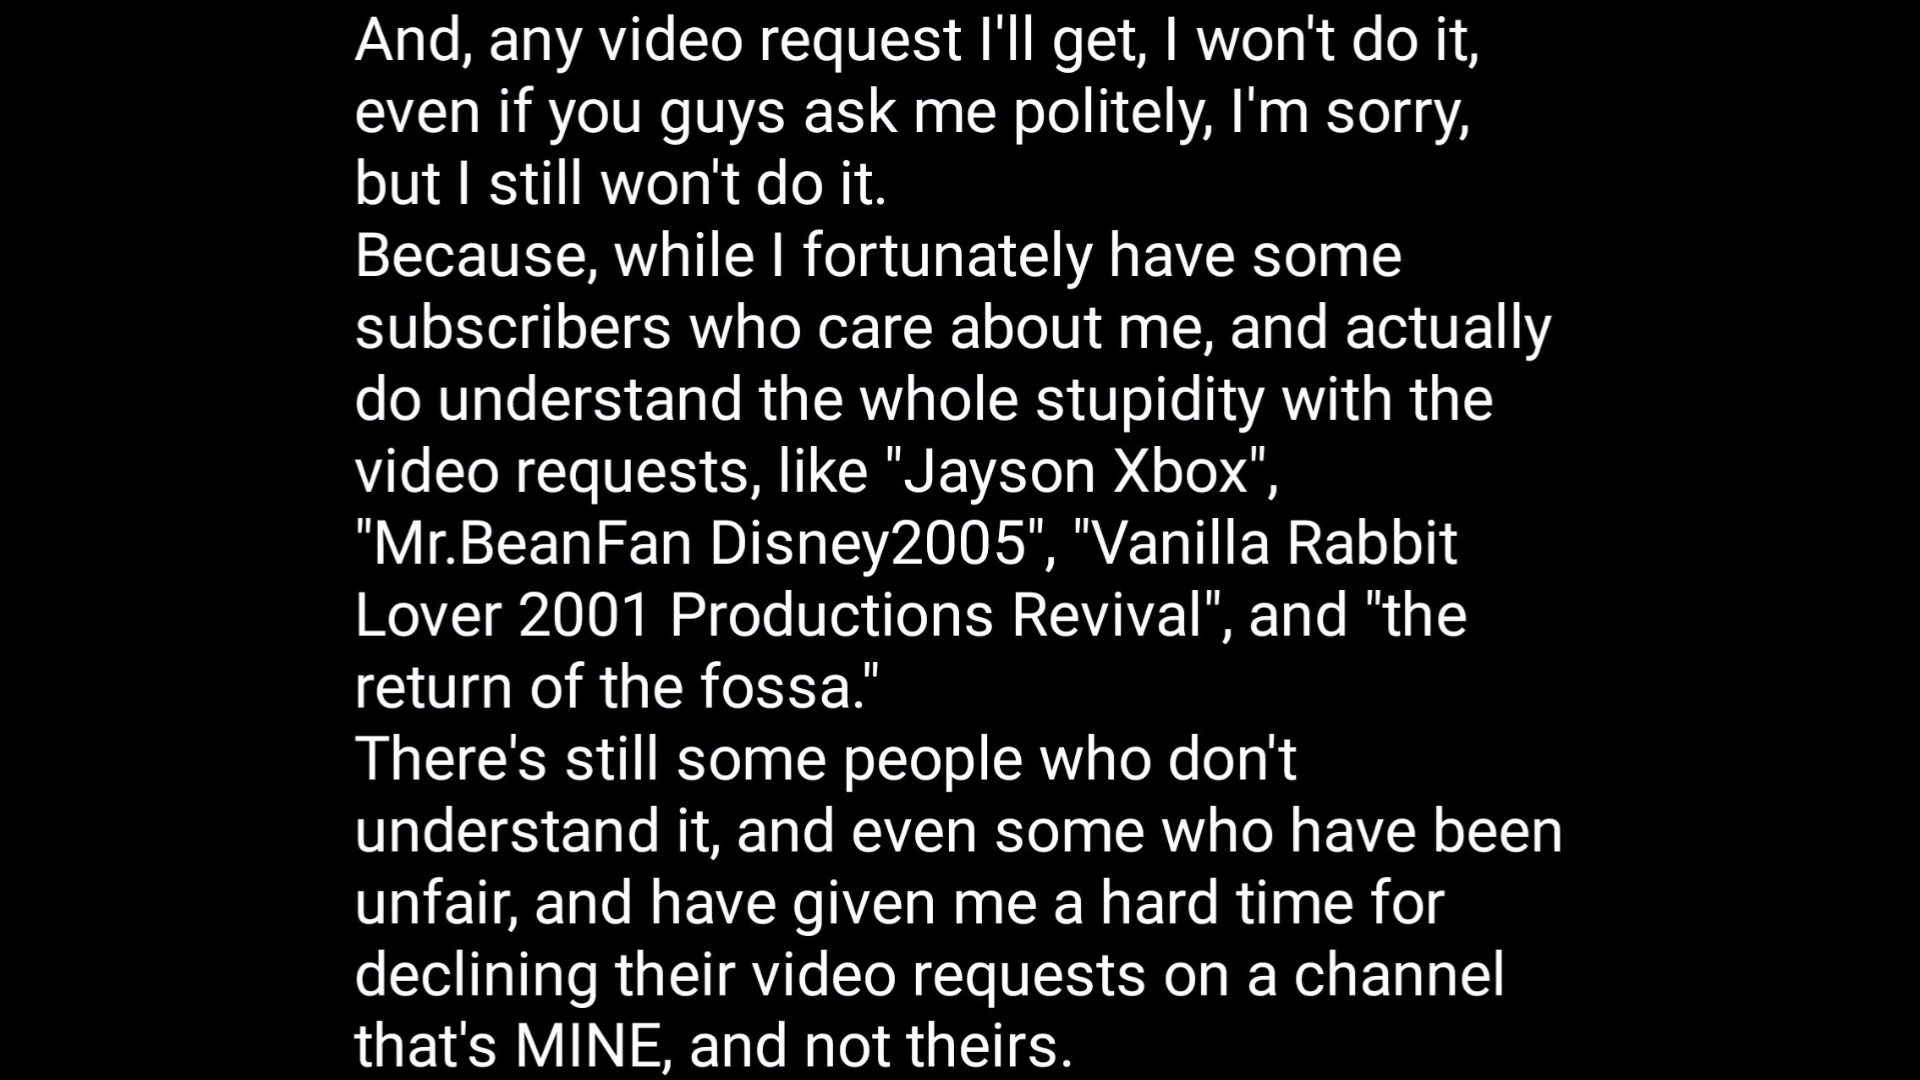 And, any video request I'll get, I won't do it,
even if you guys ask me politely, I'm sorry,
but I still won't do it.
Because, while I fortunately have some
subscribers who care about me, and actually
do understand the whole stupidity with the
video requests, like "Jayson Xbox",
"Mr.BeanFan Disney2005", "Vanilla Rabbit
Lover 2001 Productions Revival", and "the
return of the fossa."
There's still some people who don't
understand it, and even some who have been
unfair, and have given me a hard time for
declining their video requests on a channel
that's MINE, and not theirs.